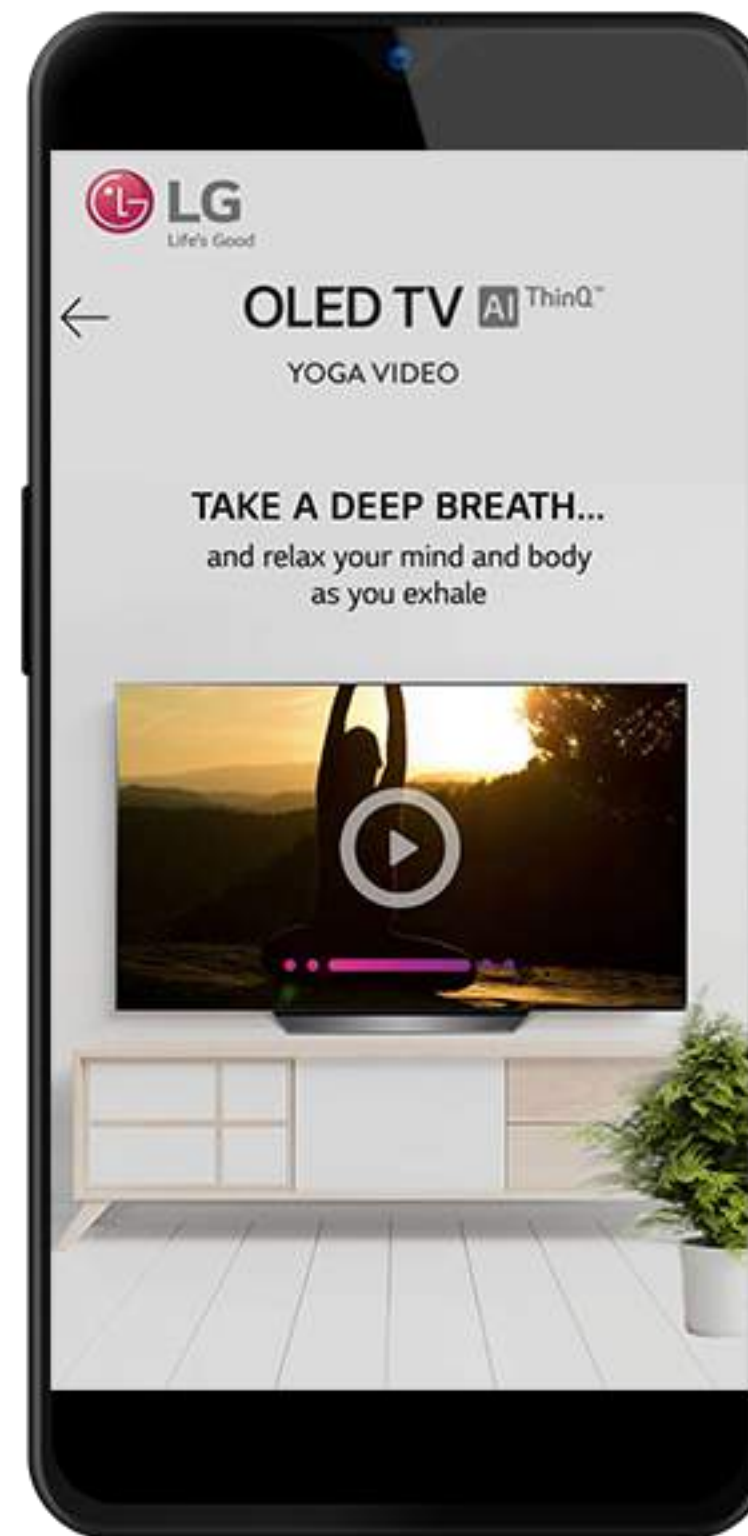 LG
Life's Good
OLED TV AI ThinQ™
YOGA VIDEO
TAKE A DEEP BREATH...
and relax your mind and body
as you exhale